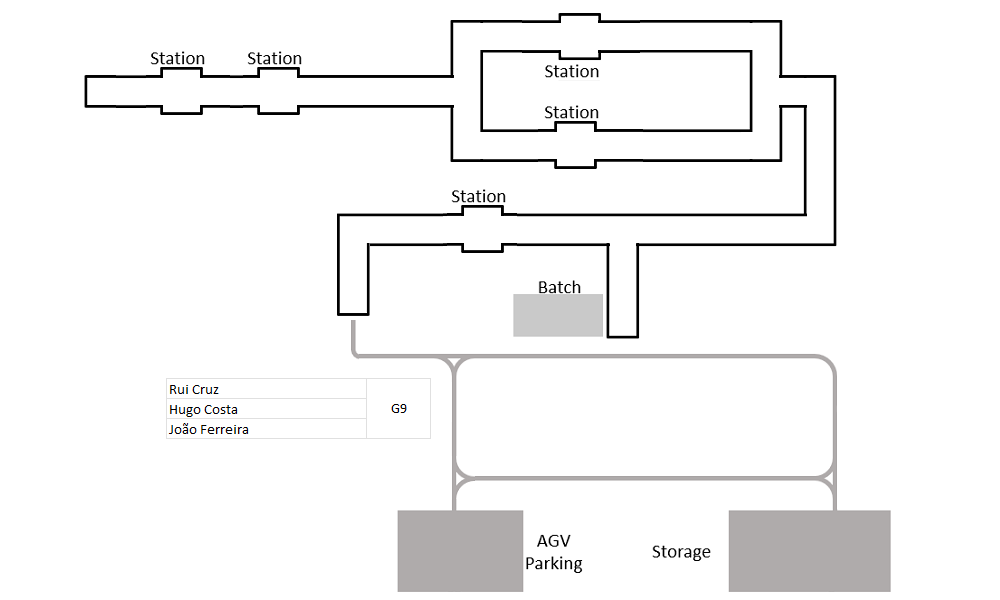 Station
Station
Station
Station
Station
Batch
Rui Cruz
Hugo Costa
G9
João Ferreira
AGV
Parking
Storage